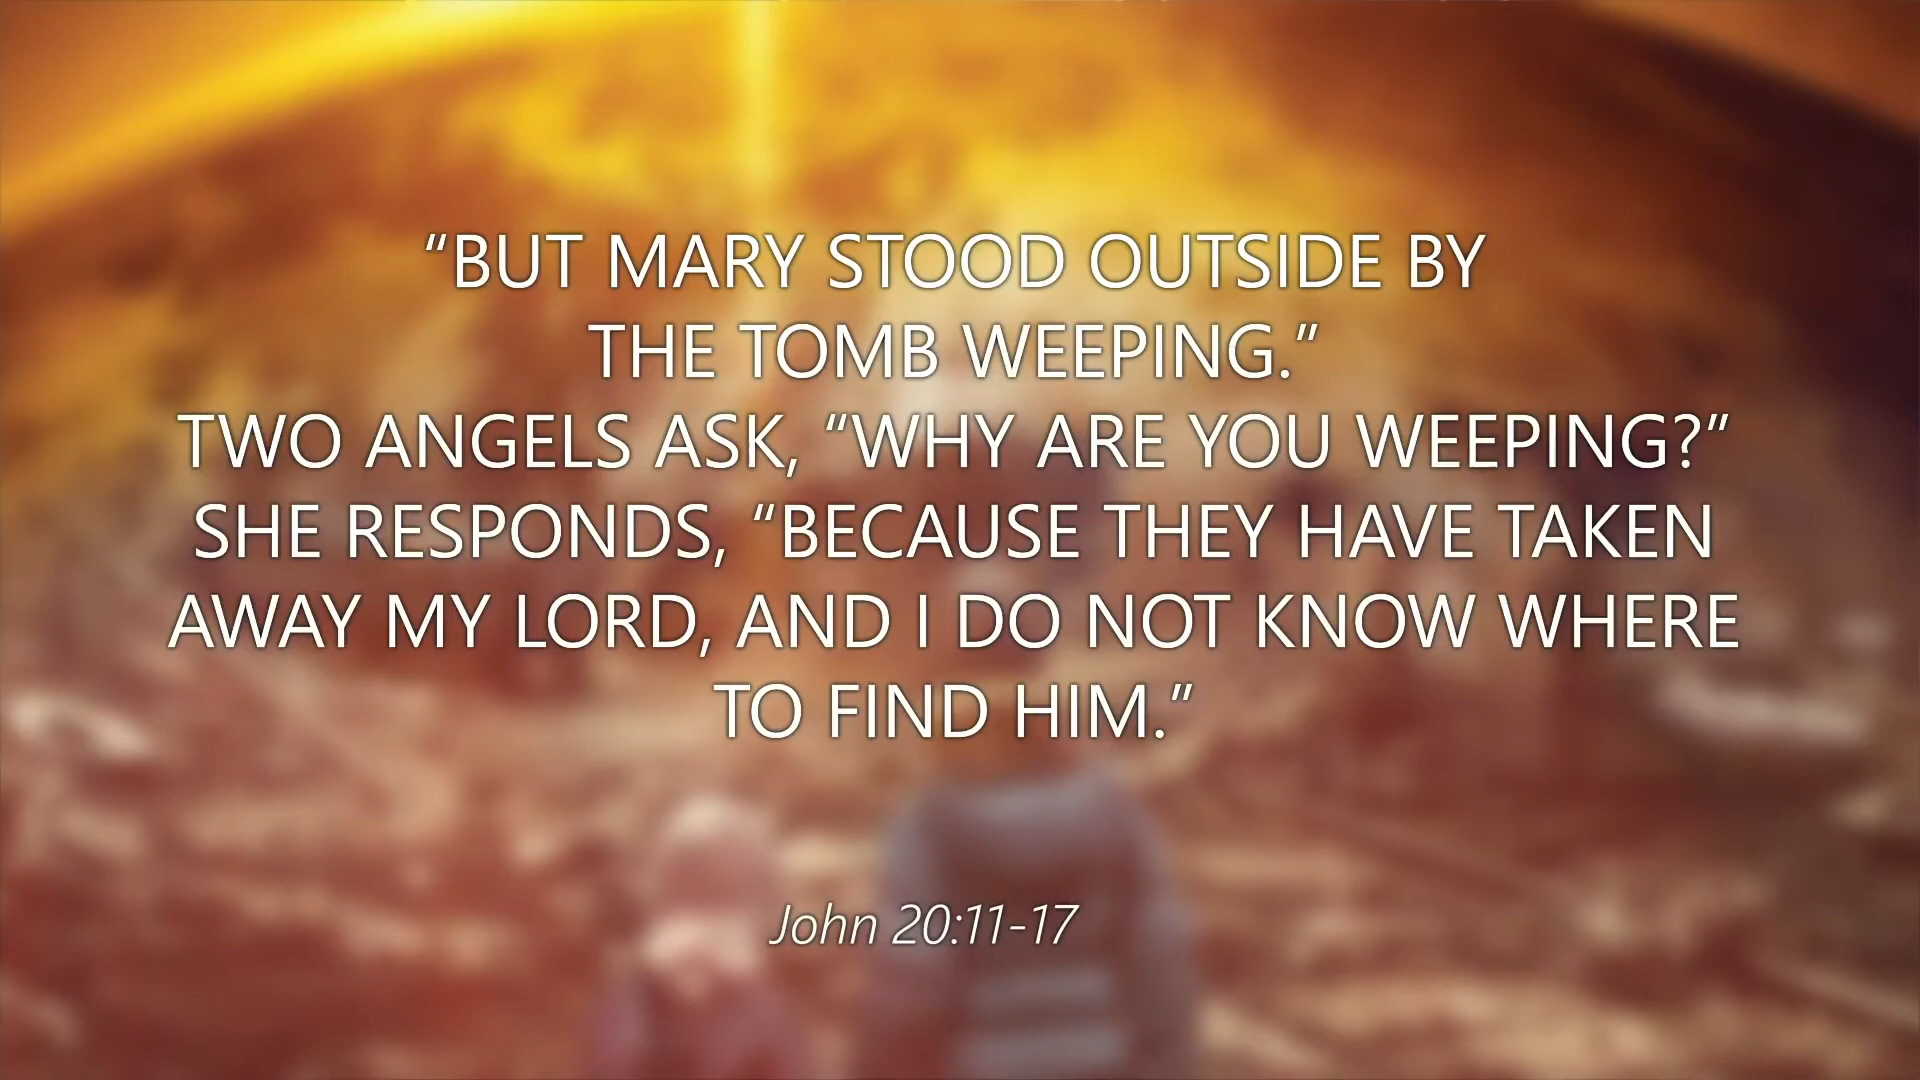 “BUT MARY STOOD OUTSIDE BY
THE TOMB WEEPING.”
TWO ANGELS ASK, “WHY ARE YOU WEEPING?”
SHE RESPONDS, “BECAUSE THEY HAVE TAKEN
AWAY MY LORD, AND I DO NOT KNOW WHERE
TO FIND HIM.”
John 20:11-17